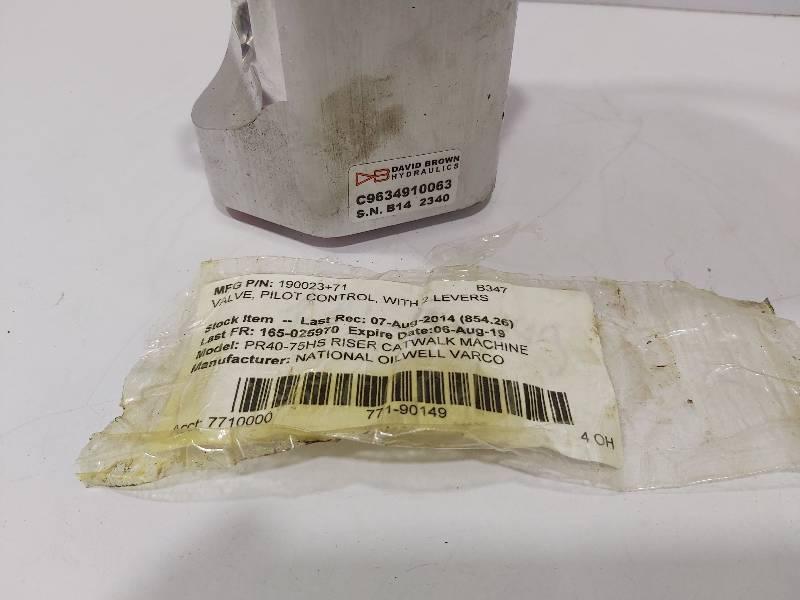 DAVID BROWN
HYDRAULICS
C9634910063
S.N. B14 2340
MFG P/N: 190023+71 B347
VALVE, PILOT CONTROL, WITH 2 LEVERS
Stock Item -- Last Rec: 07-Aug-2014 (854.26)
Last FR: 165-025970 Expire Date:06-Aug-19
Model: PR40-75HS RISER CATWALK MACHINE
Manufacturer: NATIONAL OILWELL VARCO
Acct: 7710000 771-90149 4 OH